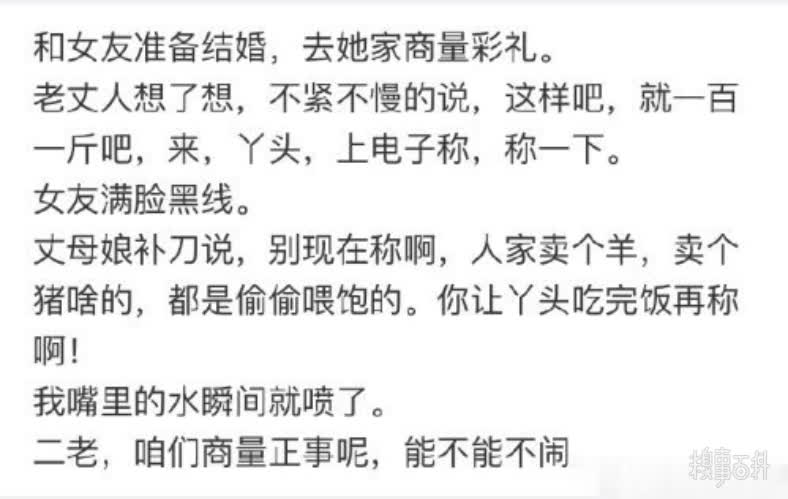 和女友准备结婚，去她家商量彩礼。
老丈人想了想，不紧不慢的说，这样吧，就一百
一斤吧，来，丫头，上电子称，称一下。
女友满脸黑线。
丈母娘补刀说，别现在称啊，人家卖个羊，卖个
猪啥的，都是偷偷喂饱的。你让丫头吃完饭再称
啊！
我嘴里的水瞬间就喷了。
二老，咱们商量正事呢，能不能不闹
糗事百科